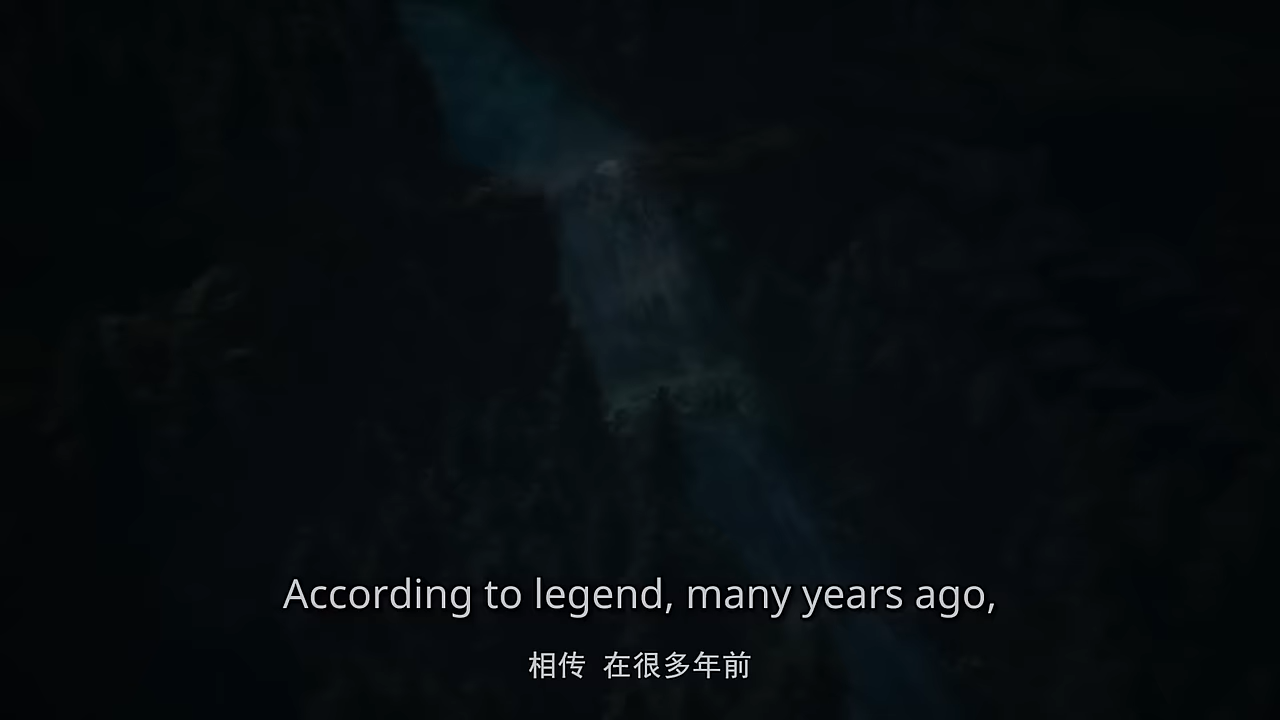 According to legend, many years ago,
相传 在很多年前